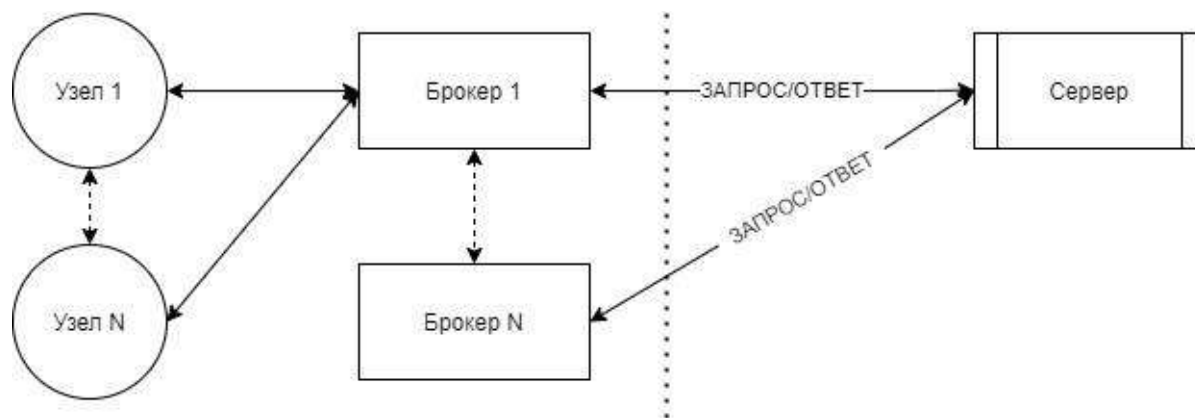 Узел 1
Брокер 1
ЗАПРОС/ОТВЕТ
Сервер
ЗАПРОС/ОТВЕТ
Узел N
Брокер N